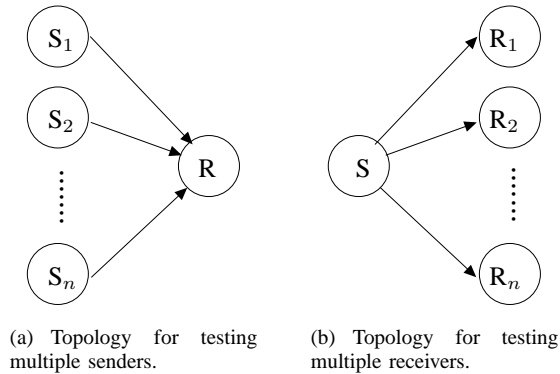 S1
S2
Sn
R
S
R1
R2
Rn
(a) Topology for testing
multiple senders.
(b) Topology for testing
multiple receivers.